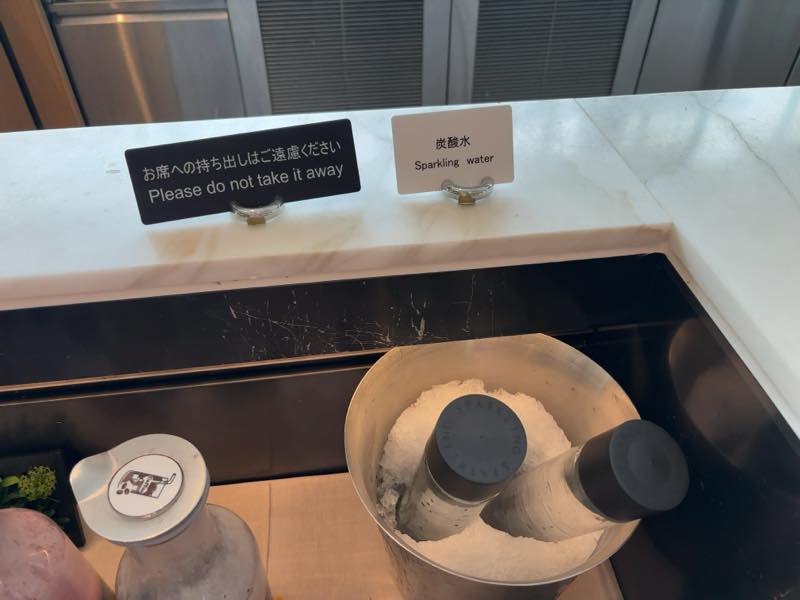 お席への持ち出しはご遠慮ください
Please do not take it away
炭酸水
Sparkling water
SPARKLING